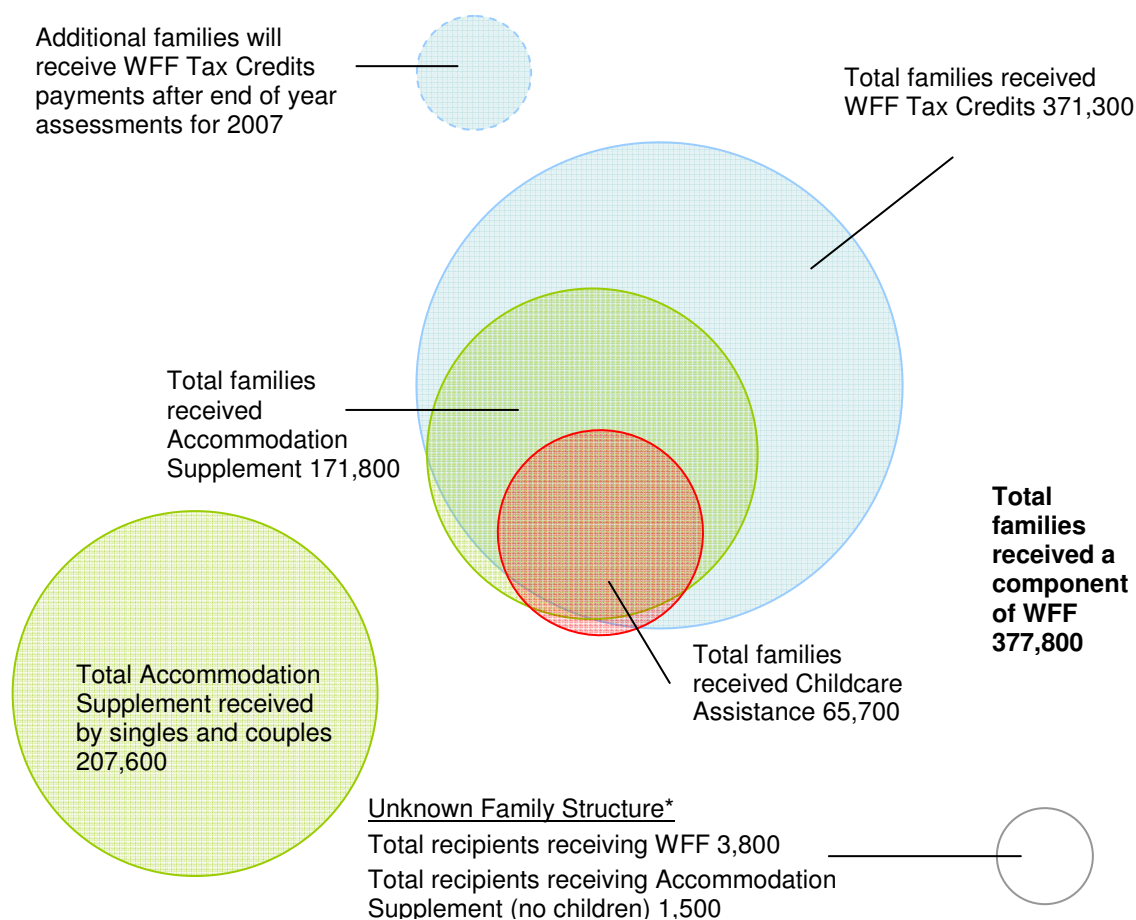 Additional families will
receive WFF Tax Credits
payments after end of year
assessments for 2007
Total families received
WFF Tax Credits 371,300
Total families
received
Accommodation
Supplement 171,800
Total
families
received a
component
of WFF
377,800
Total families
received Childcare
Assistance 65,700
Total Accommodation
Supplement received
by singles and couples
207,600
Unknown Family Structure*
Total recipients receiving WFF 3,800
Total recipients receiving Accommodation
Supplement (no children) 1,500